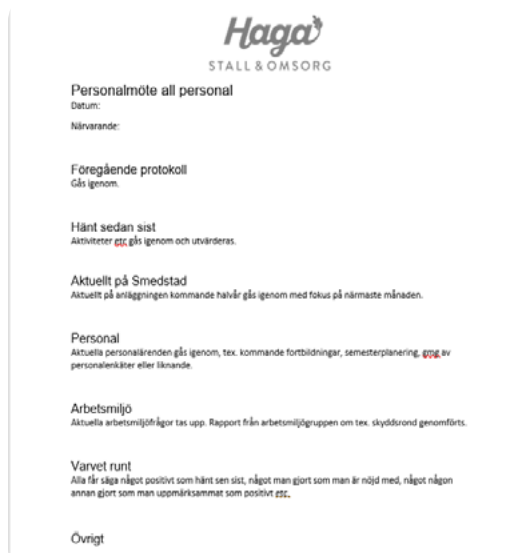 Haga
STALL & OMSORG
Personalmöte all personal
Datum:
Närvarande:
Föregående protokoll
Gås igenom.
Hänt sedan sist
Aktiviteter etc gås igenom och utvärderas.
Aktuellt på Smedstad
Aktuellt på anläggningen kommande halvår gås igenom med fokus på närmaste månaden.
Personal
Aktuella personalärenden gås igenom, tex. kommande fortbildningar, semesterplanering, gmg av
personalenkäter eller liknande.
Arbetsmiljö
Aktuella arbetsmiljöfrågor tas upp. Rapport från arbetsmiljögruppen om tex. skyddsrond genomförts.
Varvet runt
Alla får säga något positivt som hänt sen sist, något man gjort som man är nöjd med, något någon
annan gjort som man uppmärksammat som positivt etc.
Övrigt